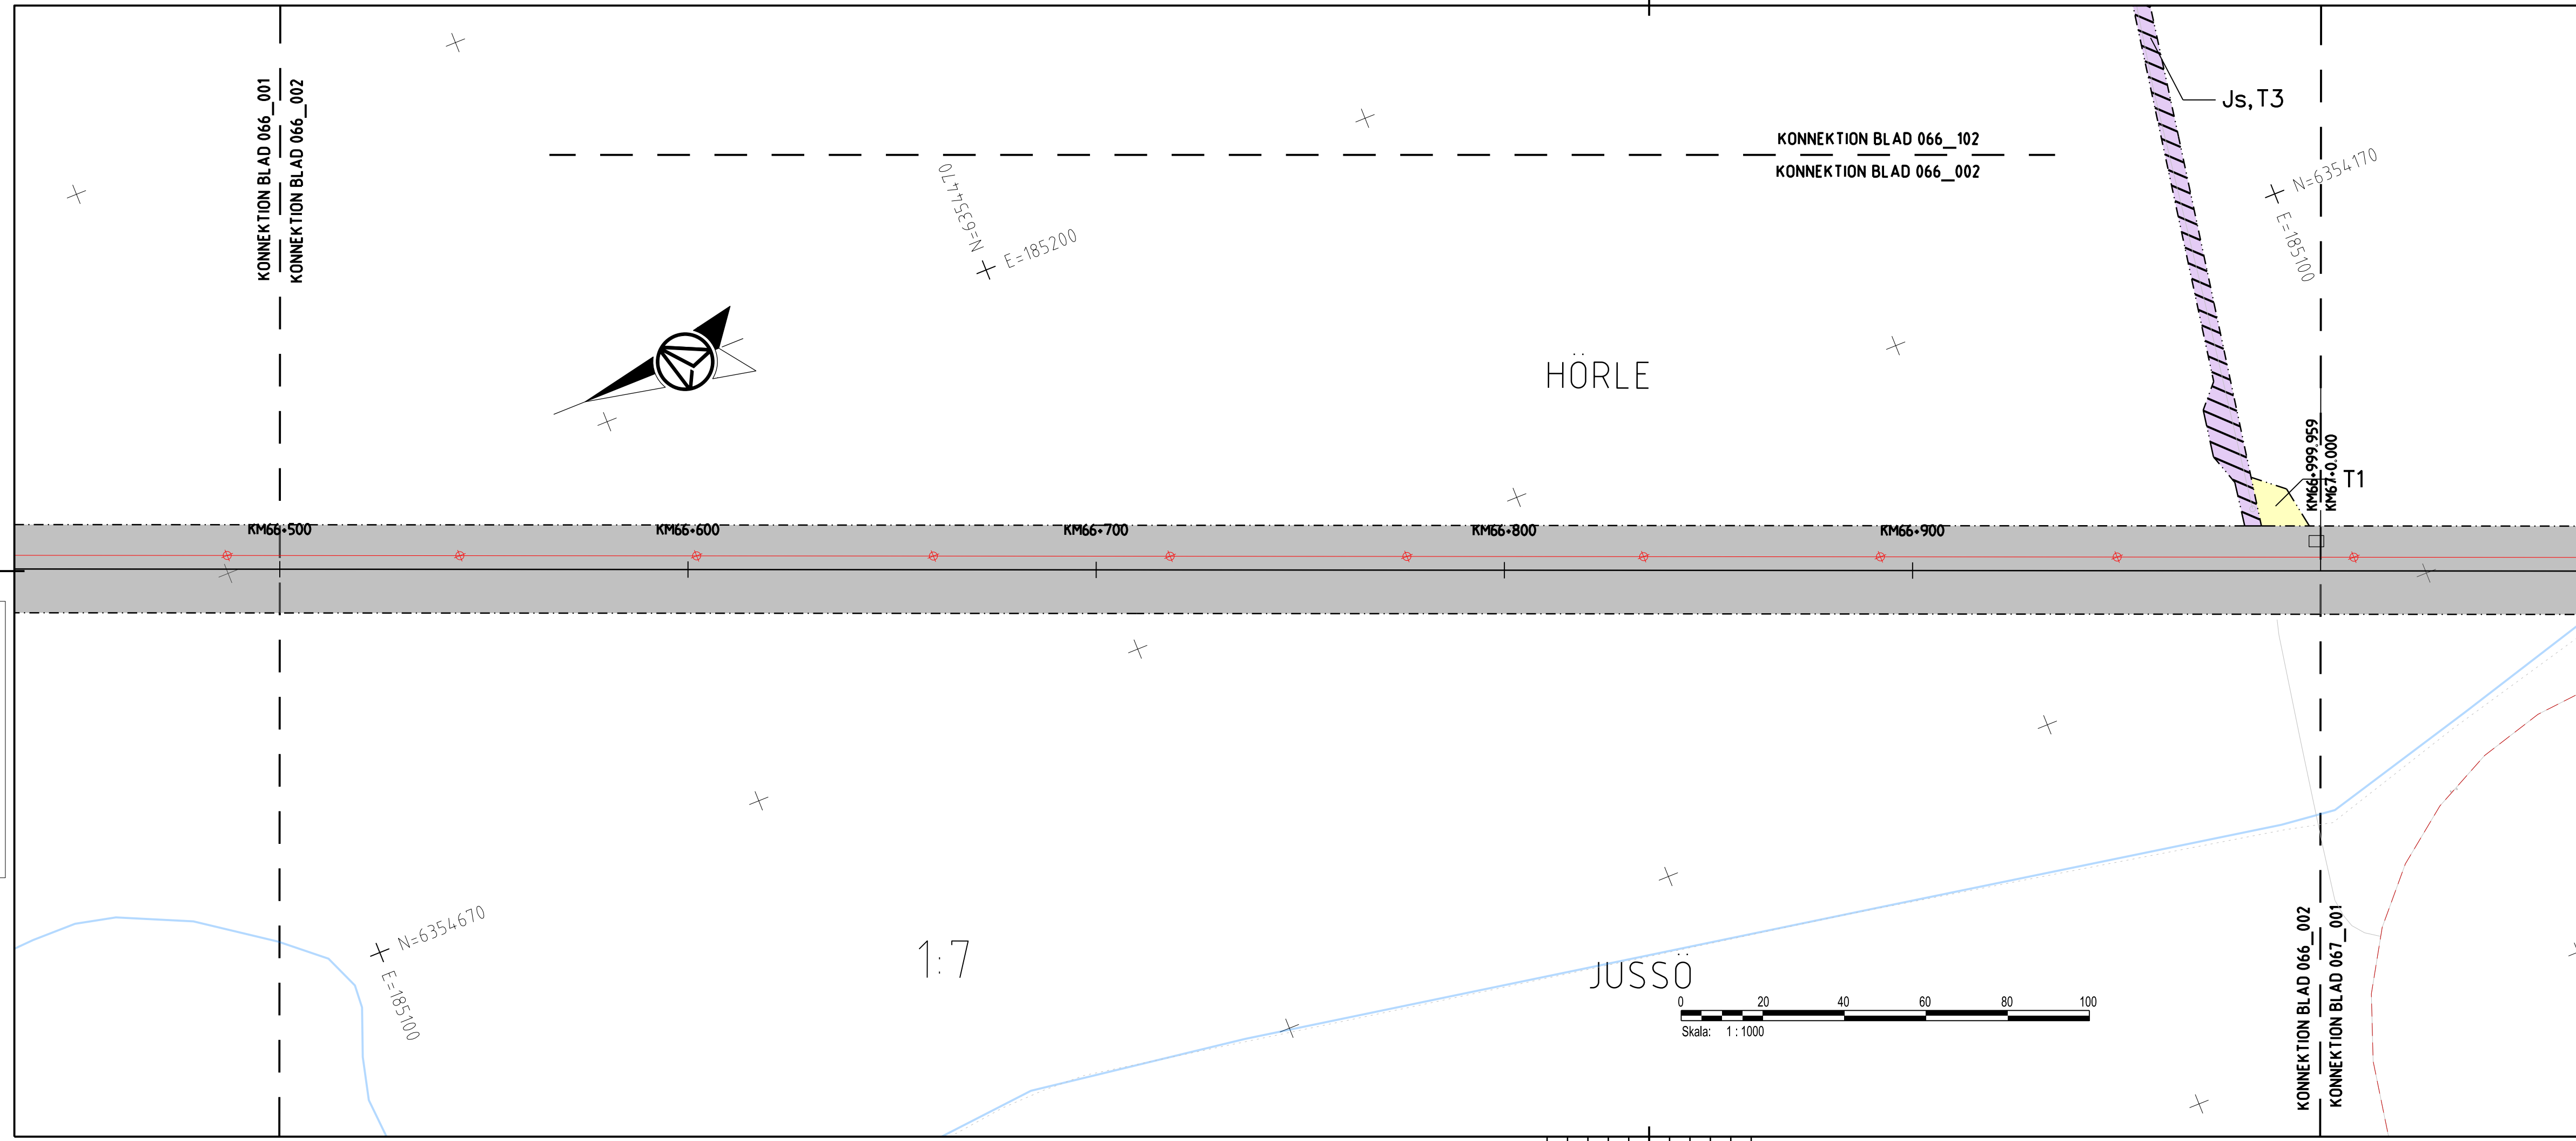 KONNEKTION BLAD 066_001
KONNEKTION BLAD 066_002
Js,T3
KONNEKTION BLAD 066_102
KONNEKTION BLAD 066_002
N=6354470
E=185200
N=6354170
E=185100
HÖRLE
KM66+999.959
KM67+0.000
T1
KM66+500
KM66+600
KM66+700
KM66+800
KM66+900
N=6354670
E=185100
1:7
JUSSÖ
0 20 40 60 80 100
Skala: 1 : 1000
KONNEKTION BLAD 066_002
KONNEKTION BLAD 067_001